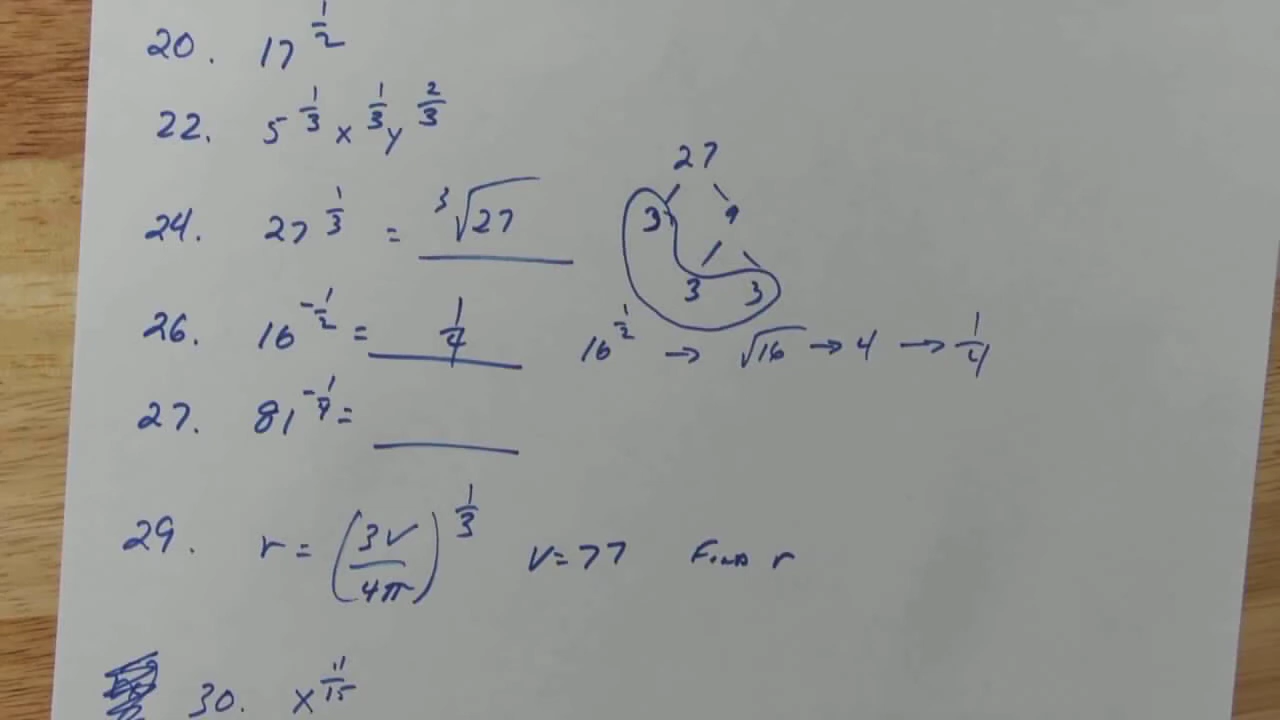 20. 17^(1/2)
22. 5^(1/3) x^(1/3) y^(2/3)
24. 27^(1/3) = ³√27
27
3 9
3 3
26. 16^(-1/2) = 1/4 16^(1/2) → √16 → 4 → 1/4
27. 81^(-1/4) =
29. r = (3V/4π)^(1/3) V=77 Find r
30. x^(11/15)